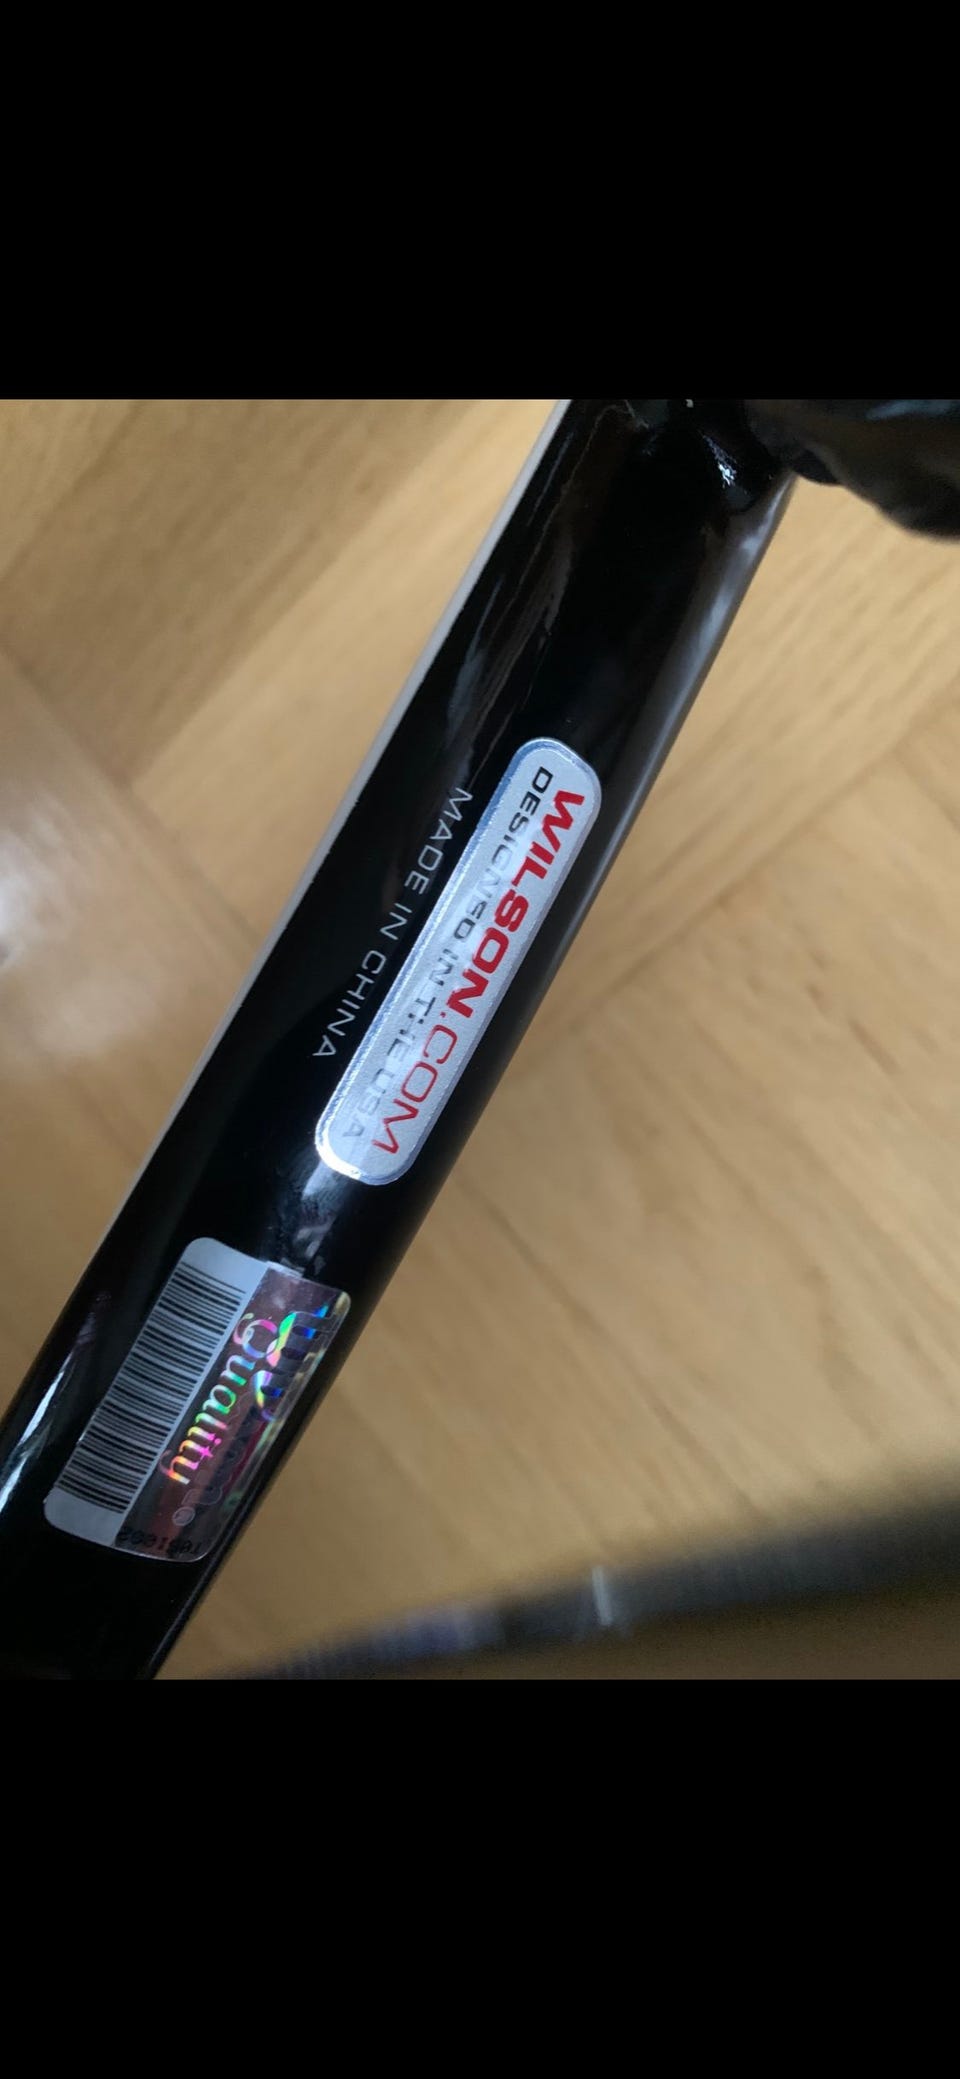 WILSON.COM
DESIGNED IN THE USA
MADE IN CHINA
Quality